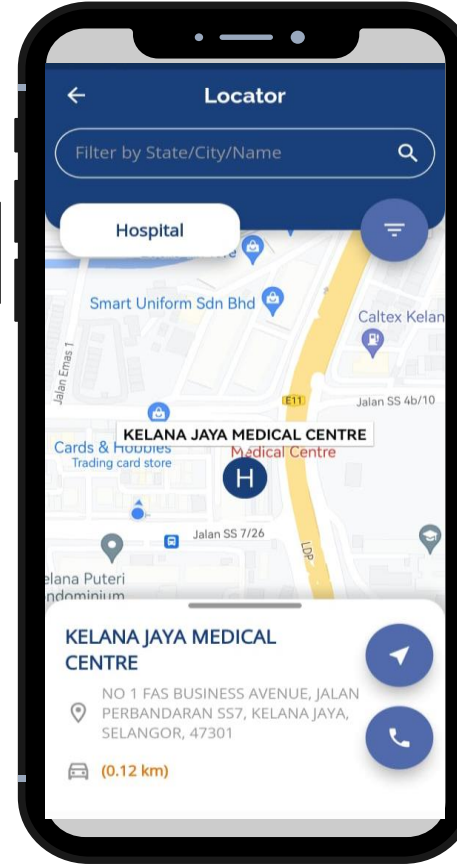 Locator
Filter by State/City/Name
Hospital
Smart Uniform Sdn Bhd
Caltex Kelan
Jalan Emas 1
E11
Jalan SS 4b/10
KELANA JAYA MEDICAL CENTRE
Cards & Hobbies
Medical Centre
Trading card store
H
Jalan SS 7/26
LDP
elana Puteri
ndominium
KELANA JAYA MEDICAL
CENTRE
NO 1 FAS BUSINESS AVENUE, JALAN
PERBANDARAN SS7, KELANA JAYA,
SELANGOR, 47301
(0.12 km)